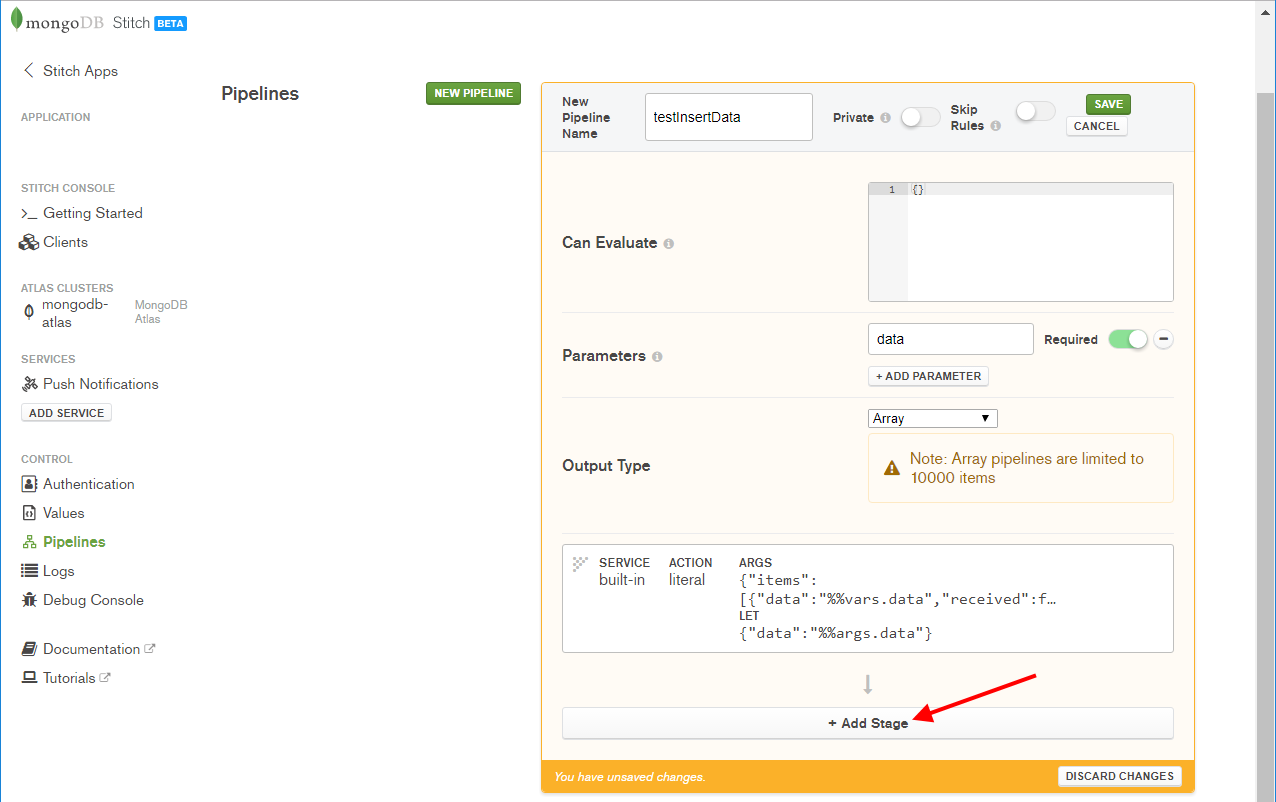 mongoDB Stitch BETA
Stitch Apps
APPLICATION
STITCH CONSOLE
>_ Getting Started
Clients
ATLAS CLUSTERS
mongodb-
atlas
MongoDB
Atlas
SERVICES
Push Notifications
ADD SERVICE
CONTROL
Authentication
Values
Pipelines
Logs
Debug Console
Documentation
Tutorials
Pipelines
NEW PIPELINE
New
Pipeline
Name
testInsertData
Private
Skip
Rules
SAVE
CANCEL
Can Evaluate
1 {}
Parameters
data
Required
+ ADD PARAMETER
Output Type
Array
Note: Array pipelines are limited to
10000 items
SERVICE
built-in
ACTION
literal
ARGS
{"items":
[{"data":"%%vars.data","received":f…
LET
{"data":"%%args.data"}
+ Add Stage
You have unsaved changes.
DISCARD CHANGES